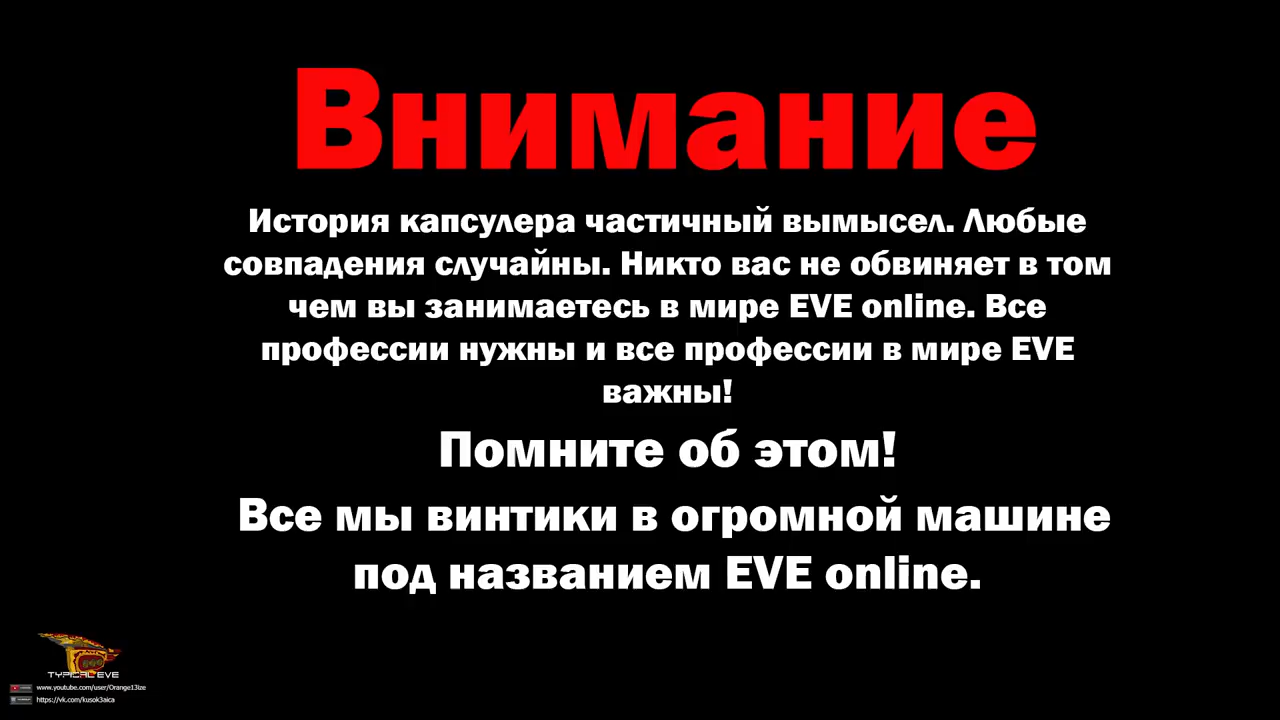 Внимание
История капсулера частичный вымысел. Любые
совпадения случайны. Никто вас не обвиняет в том
чем вы занимаетесь в мире EVE online. Все
профессии нужны и все профессии в мире EVE
важны!
Помните об этом!
Все мы винтики в огромной машине
под названием EVE online.
TYPICAL EVE
www.youtube.com/user/Orange13ize
https://vk.com/kusok3aica